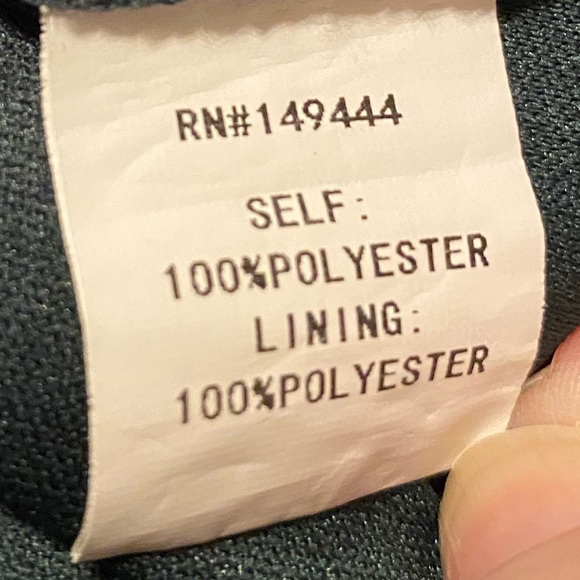 RN#149444
SELF:
100%POLYESTER
LINING:
100%POLYESTER